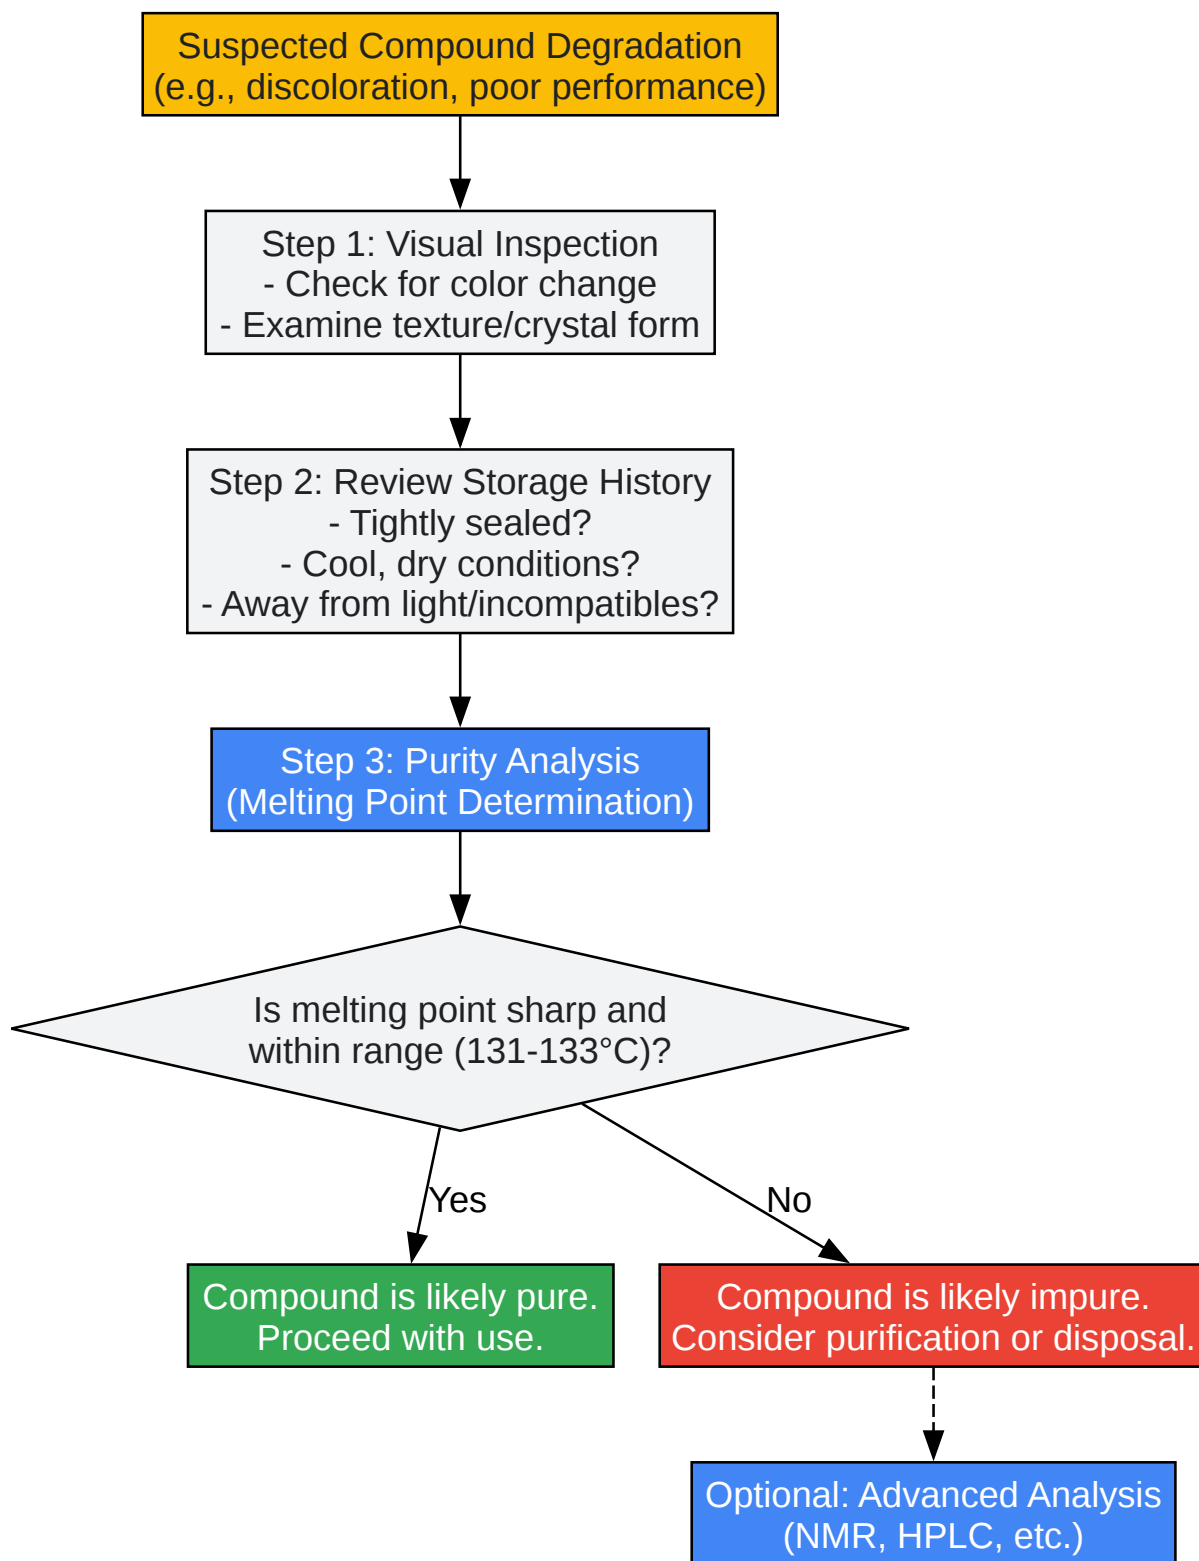 Suspected Compound Degradation
(e.g., discoloration, poor performance)
Step 1: Visual Inspection
- Check for color change
- Examine texture/crystal form
Step 2: Review Storage History
- Tightly sealed?
- Cool, dry conditions?
- Away from light/incompatibles?
Step 3: Purity Analysis
(Melting Point Determination)
Is melting point sharp and
within range (131-133°C)?
Yes
No
Compound is likely pure.
Proceed with use.
Compound is likely impure.
Consider purification or disposal.
Optional: Advanced Analysis
(NMR, HPLC, etc.)